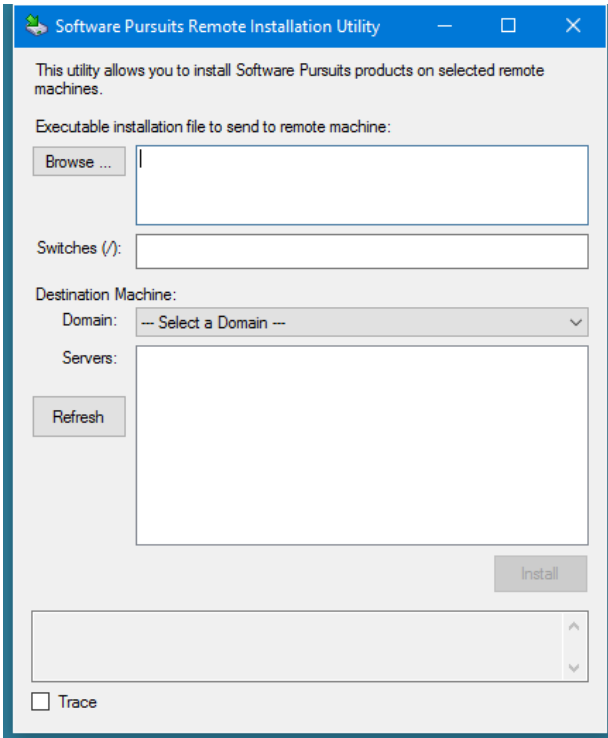 Software Pursuits Remote Installation Utility
This utility allows you to install Software Pursuits products on selected remote
machines.
Executable installation file to send to remote machine:
Browse ...
Switches (/):
Destination Machine:
Domain: --- Select a Domain ---
Servers:
Refresh
Install
Trace